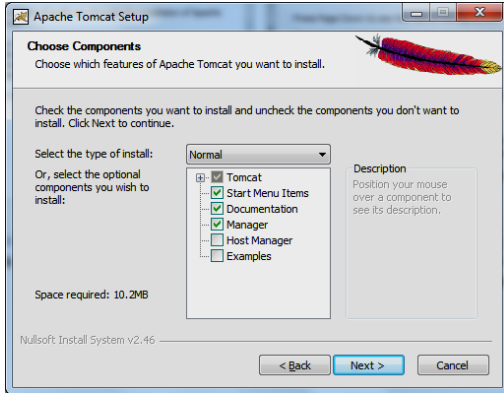 Apache Tomcat Setup
Choose Components
Choose which features of Apache Tomcat you want to install.
Check the components you want to install and uncheck the components you don't want to
install. Click Next to continue.
Select the type of install:
Normal
Or, select the optional
components you wish to
install:
Tomcat
Start Menu Items
Documentation
Manager
Host Manager
Examples
Description
Position your mouse
over a component to
see its description.
Space required: 10.2MB
Nullsoft Install System v2.46
< Back
Next >
Cancel